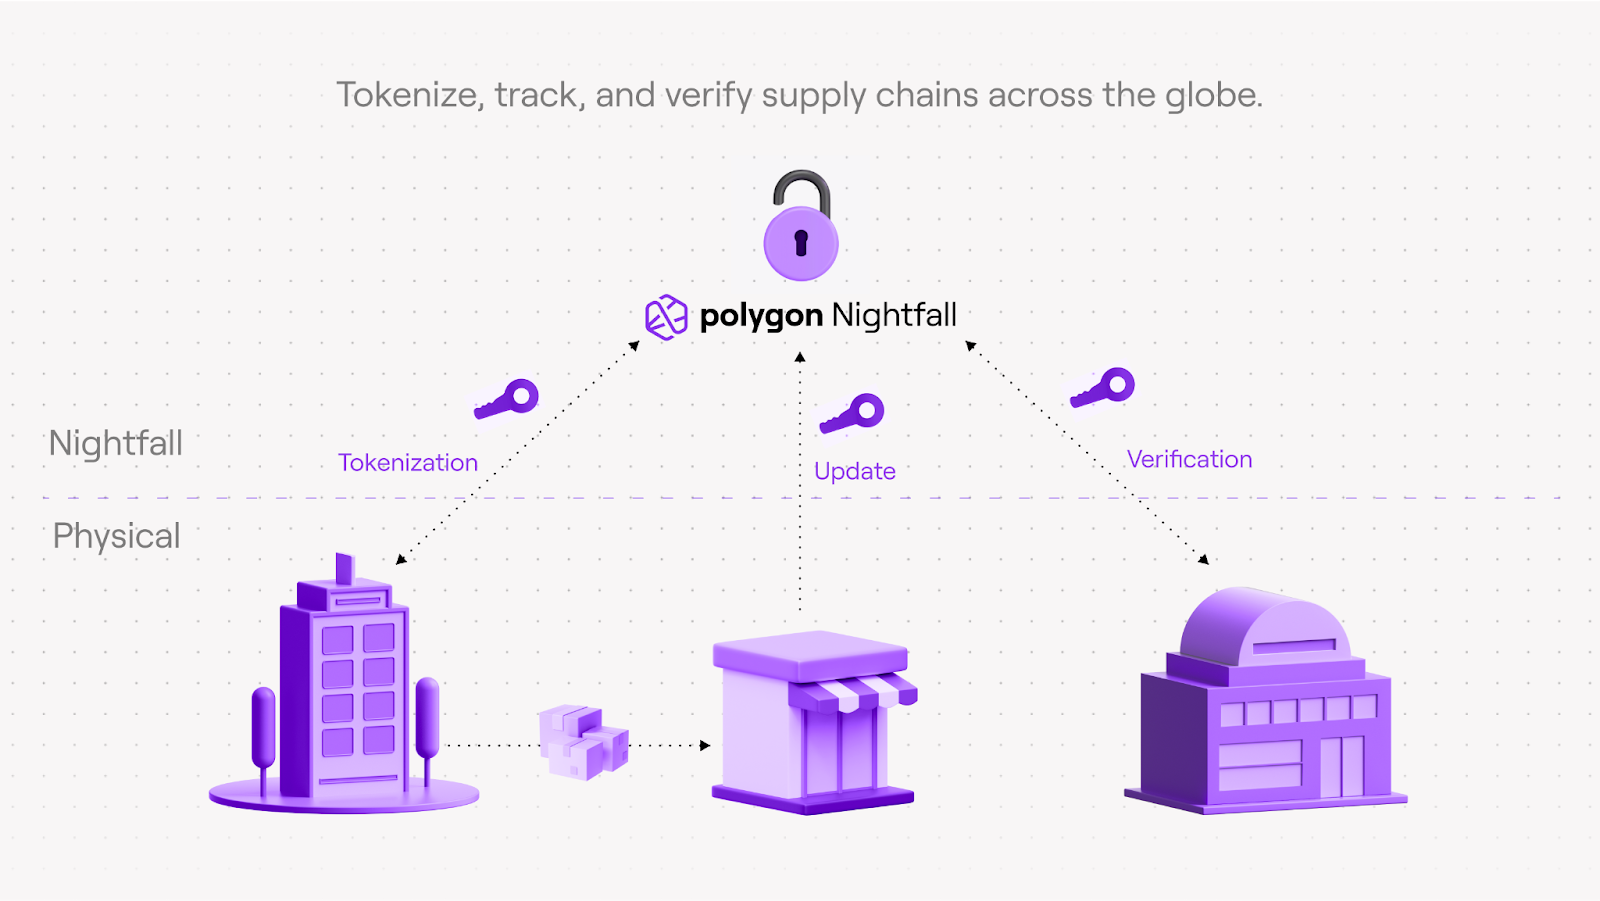 Tokenize, track, and verify supply chains across the globe.
polygon Nightfall
Nightfall
Tokenization
Update
Verification
Physical